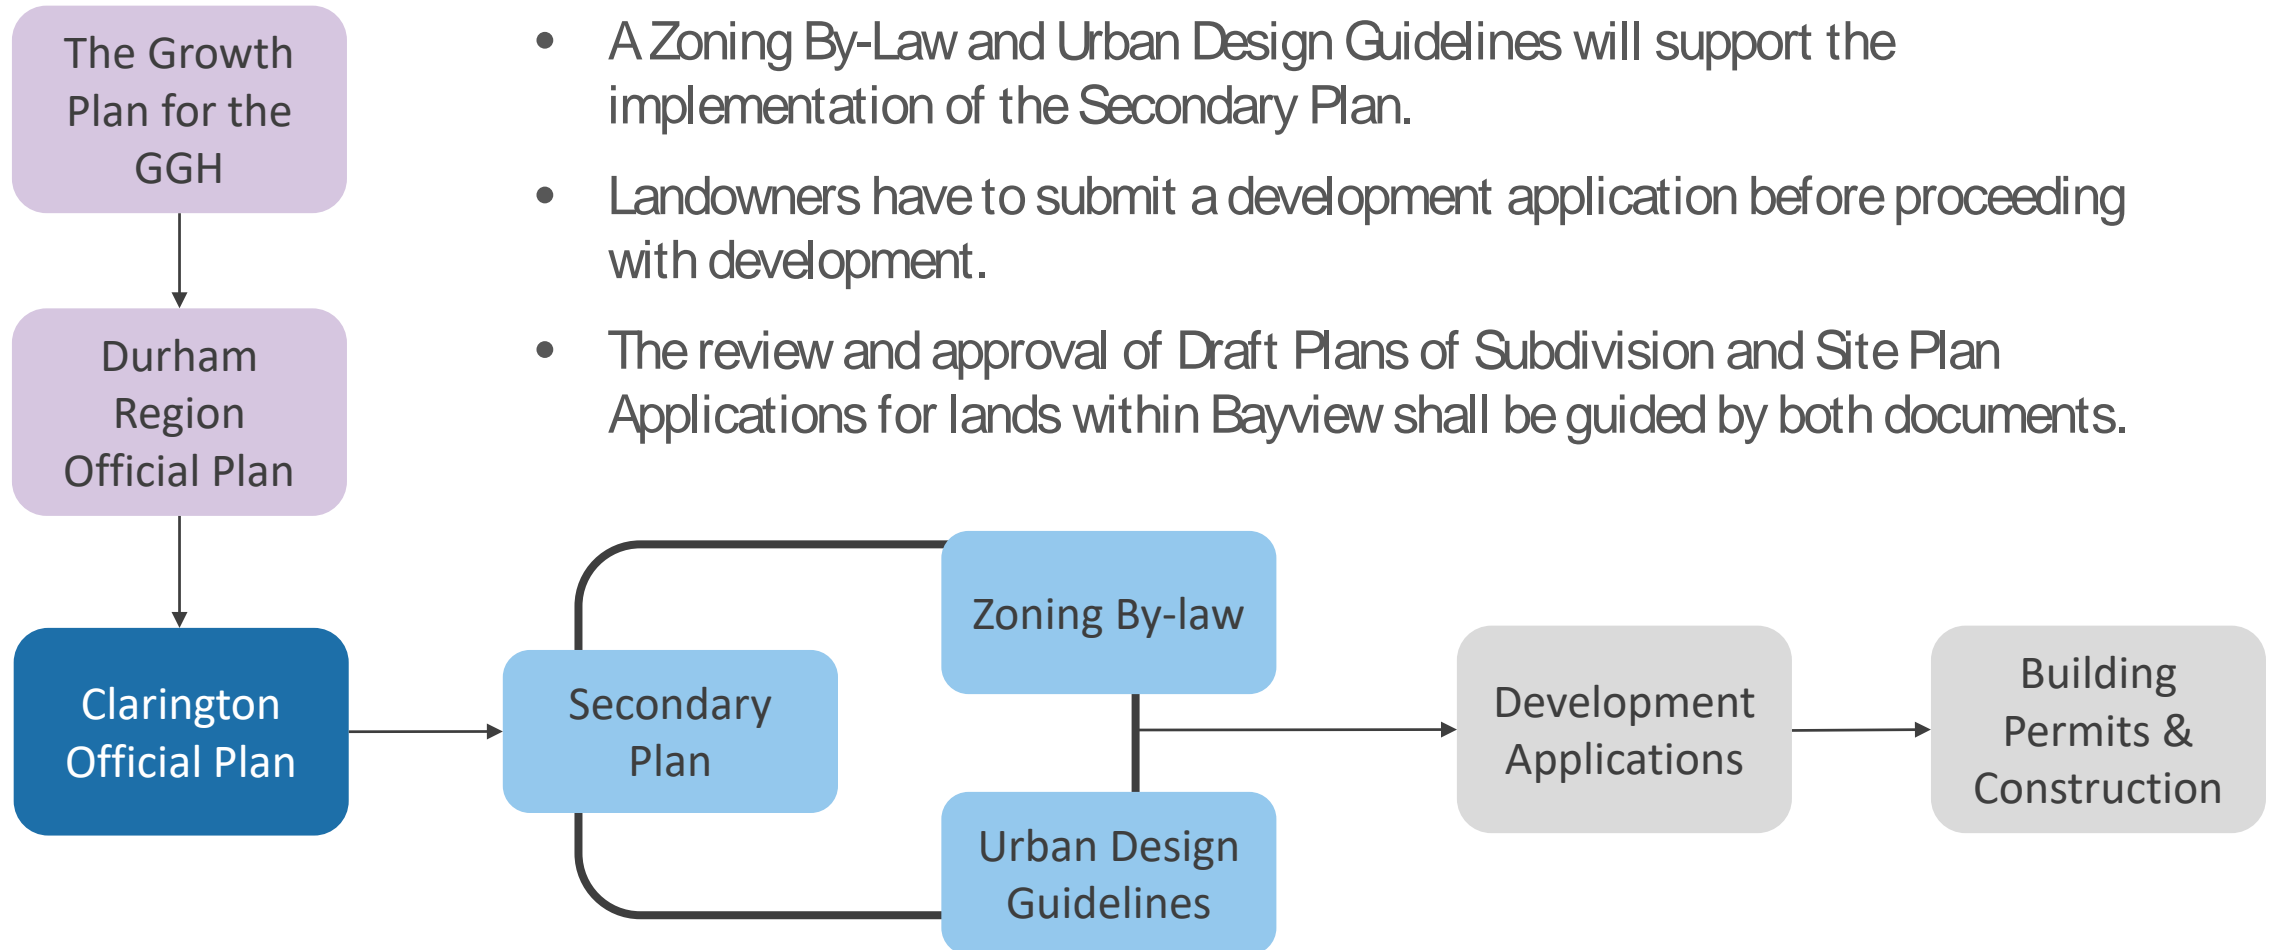 The Growth
Plan for the
GGH
Durham
Region
Official Plan
Clarington
Official Plan
• A Zoning By-Law and Urban Design Guidelines will support the
implementation of the Secondary Plan.
• Landowners have to submit a development application before proceeding
with development.
• The review and approval of Draft Plans of Subdivision and Site Plan
Applications for lands within Bayview shall be guided by both documents.
Secondary
Plan
Zoning By-law
Urban Design
Guidelines
Development
Applications
Building
Permits &
Construction